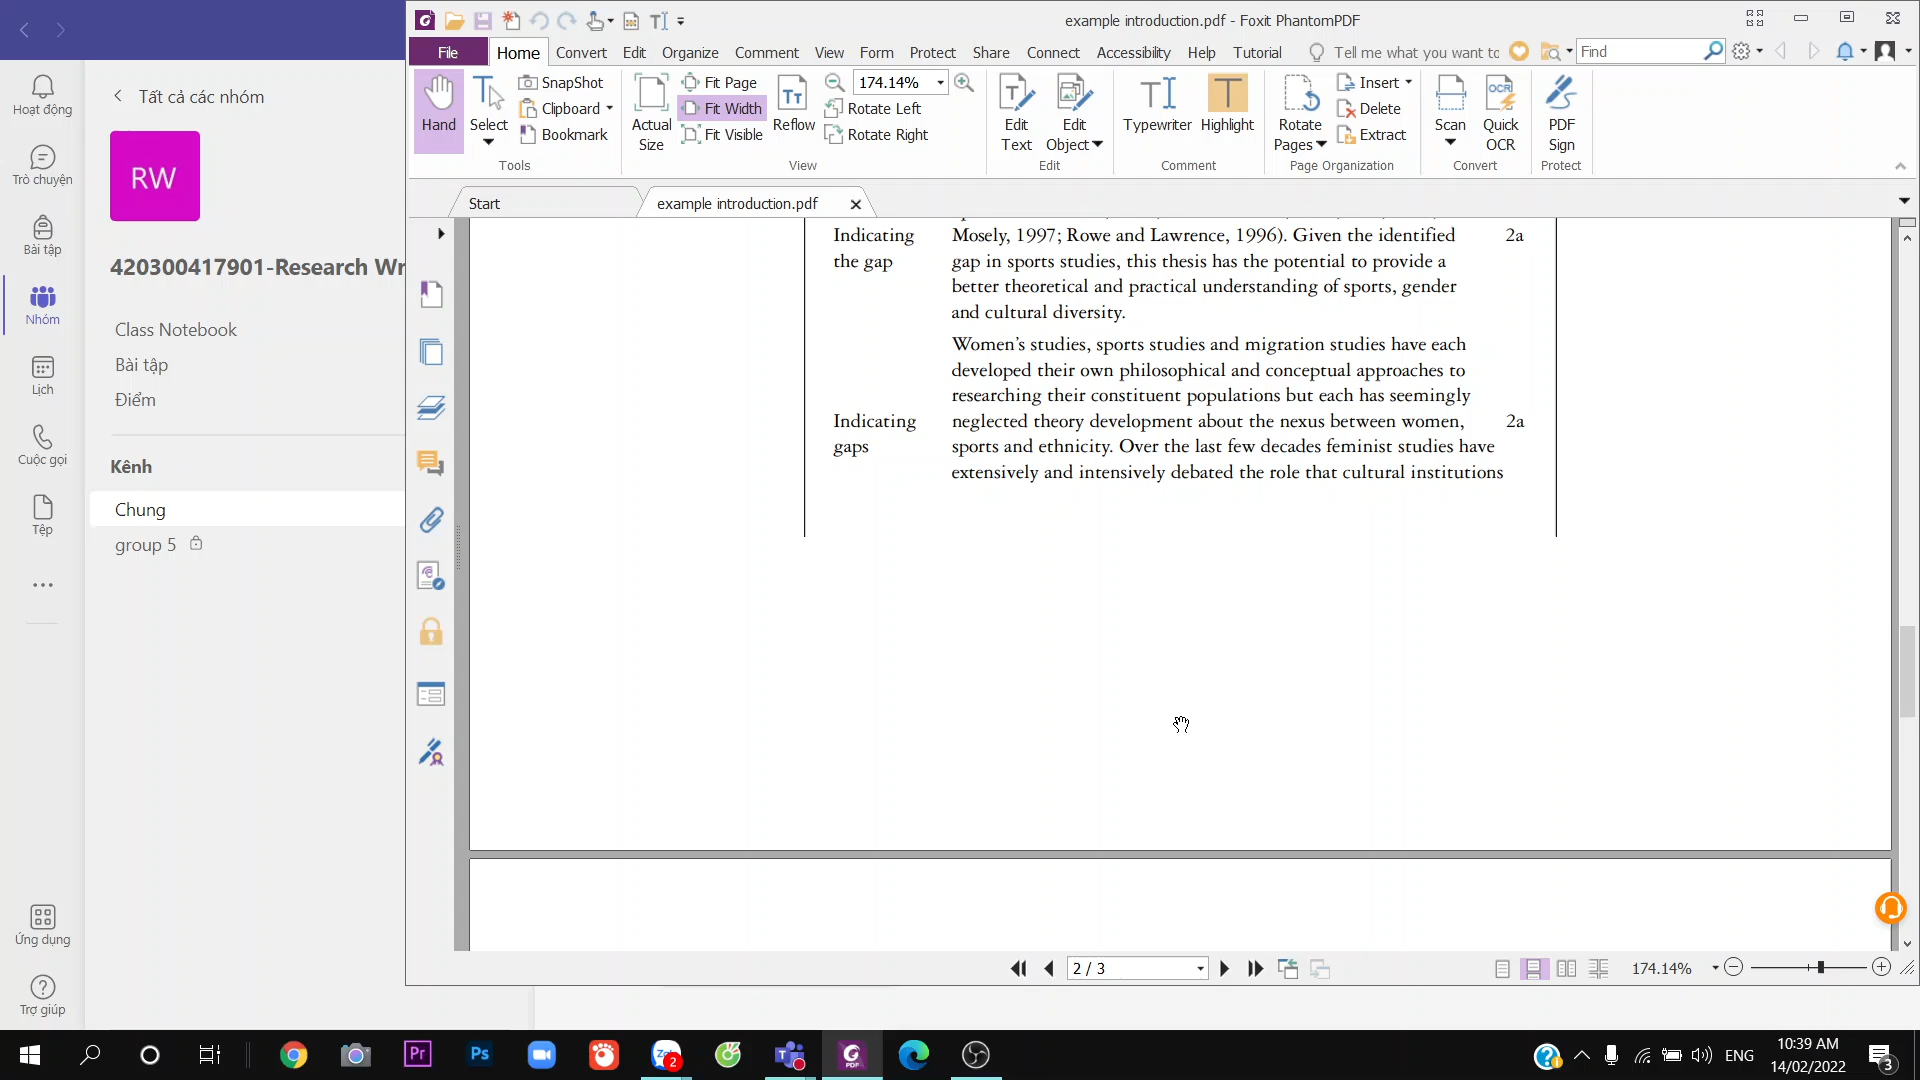 example introduction.pdf - Foxit PhantomPDF
File
Home
Convert
Edit
Organize
Comment
View
Form
Protect
Share
Connect
Accessibility
Help
Tutorial
Tell me what you want to
Find
Hand
Select
SnapShot
Clipboard
Bookmark
Tools
Actual
Size
Fit Page
Fit Width
Fit Visible
Reflow
174.14%
Rotate Left
Rotate Right
View
Edit
Text
Edit
Object
Edit
Typewriter
Highlight
Comment
Rotate
Pages
Insert
Delete
Extract
Page Organization
Scan
Quick
OCR
Convert
PDF
Sign
Protect
Start
example introduction.pdf
Hoạt động
Trò chuyện
Bài tập
Nhóm
Lịch
Cuộc gọi
Tệp
Ứng dụng
Trợ giúp
Tất cả các nhóm
RW
420300417901-Research Wr
Class Notebook
Bài tập
Điểm
Kênh
Chung
group 5
Indicating Mosely, 1997; Rowe and Lawrence, 1996). Given the identified 2a
the gap gap in sports studies, this thesis has the potential to provide a
better theoretical and practical understanding of sports, gender
and cultural diversity.
Women's studies, sports studies and migration studies have each
developed their own philosophical and conceptual approaches to
researching their constituent populations but each has seemingly
Indicating neglected theory development about the nexus between women, 2a
gaps sports and ethnicity. Over the last few decades feminist studies have
extensively and intensively debated the role that cultural institutions
2 / 3
174.14%
Pr
Ps
2
ENG
10:39 AM
14/02/2022
3